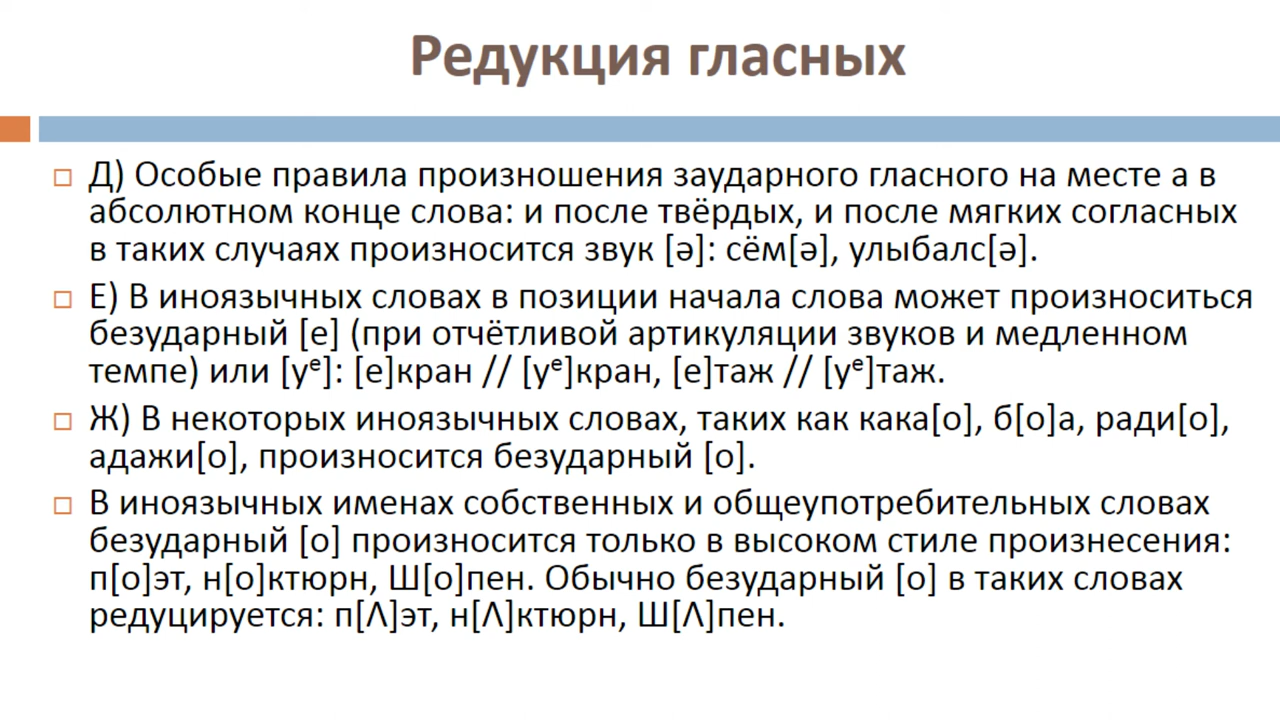 Редукция гласных
Д) Особые правила произношения заударного гласного на месте а в
абсолютном конце слова: и после твёрдых, и после мягких согласных
в таких случаях произносится звук [ә]: сём[ә], улыбалс[ә].
Е) В иноязычных словах в позиции начала слова может произноситься
безударный [е] (при отчётливой артикуляции звуков и медленном
темпе) или [уᵉ]: [е]кран // [уᵉ]кран, [е]таж // [уᵉ]таж.
Ж) В некоторых иноязычных словах, таких как кака[о], б[о]а, ради[о],
адажи[о], произносится безударный [о].
В иноязычных именах собственных и общеупотребительных словах
безударный [о] произносится только в высоком стиле произнесения:
п[о]эт, н[о]ктюрн, Ш[о]пен. Обычно безударный [о] в таких словах
редуцируется: п[Λ]эт, н[Λ]ктюрн, Ш[Λ]пен.